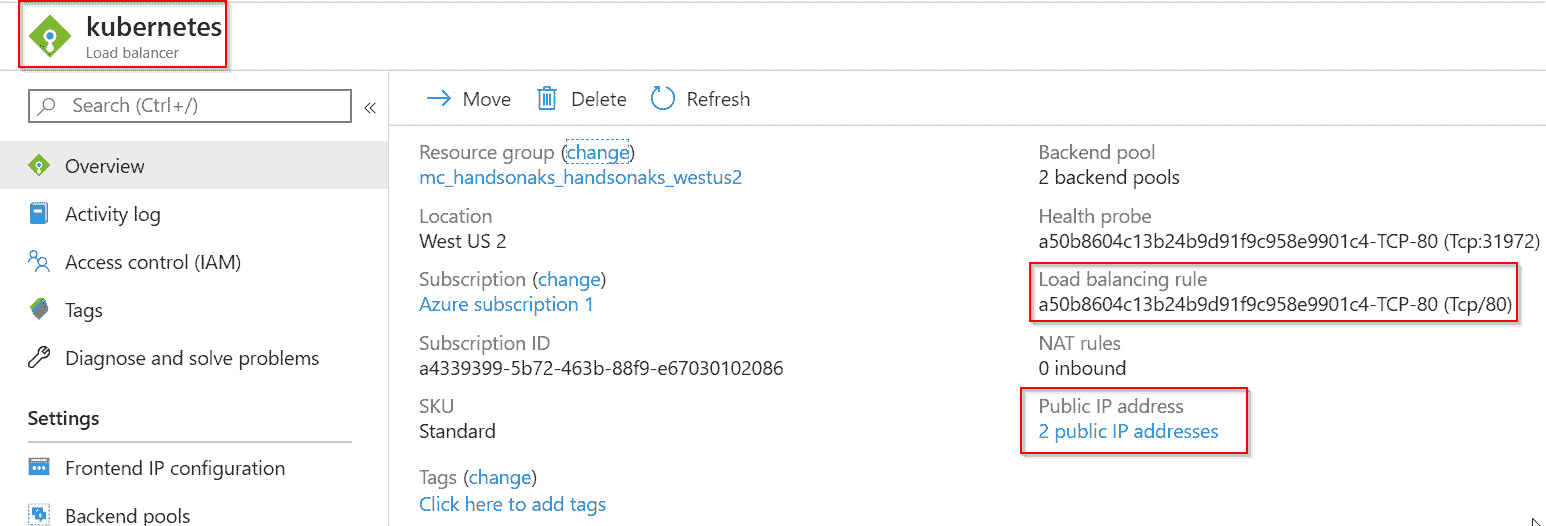 kubernetes
Load balancer
Search (Ctrl+/)
«
Overview
Activity log
Access control (IAM)
Tags
Diagnose and solve problems
Settings
Frontend IP configuration
Backend pools
Move Delete Refresh
Resource group (change)
mc_handsonaks_handsonaks_westus2
Location
West US 2
Subscription (change)
Azure subscription 1
Subscription ID
a4339399-5b72-463b-88f9-e67030102086
SKU
Standard
Tags (change)
Click here to add tags
Backend pool
2 backend pools
Health probe
a50b8604c13b24b9d91f9c958e9901c4-TCP-80 (Tcp:31972)
Load balancing rule
a50b8604c13b24b9d91f9c958e9901c4-TCP-80 (Tcp/80)
NAT rules
0 inbound
Public IP address
2 public IP addresses